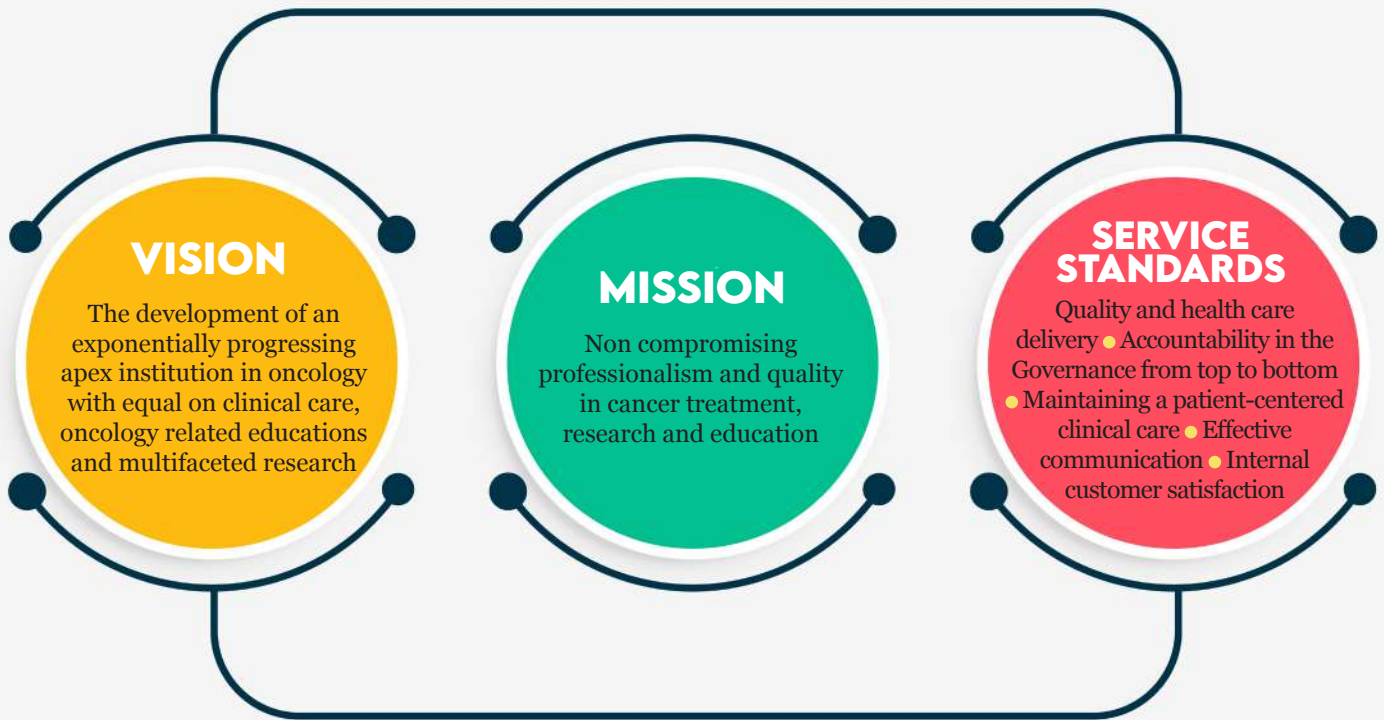 VISION
The development of an
exponentially progressing
apex institution in oncology
with equal on clinical care,
oncology related educations
and multifaceted research
MISSION
Non compromising
professionalism and quality
in cancer treatment,
research and education
SERVICE
STANDARDS
Quality and health care
delivery ● Accountability in the
Governance from top to bottom
● Maintaining a patient-centered
clinical care ● Effective
communication ● Internal
customer satisfaction